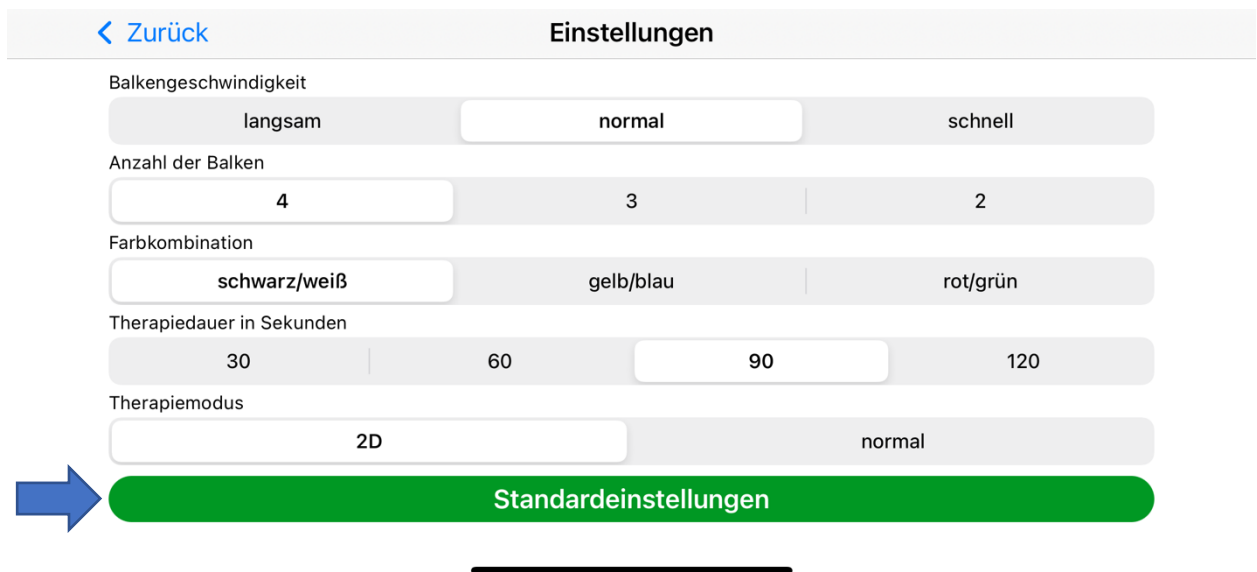 Zurück Einstellungen
Balkengeschwindigkeit
langsam normal schnell
Anzahl der Balken
4 3 2
Farbkombination
schwarz/weiß gelb/blau rot/grün
Therapiedauer in Sekunden
30 60 90 120
Therapiemodus
2D normal
Standardeinstellungen